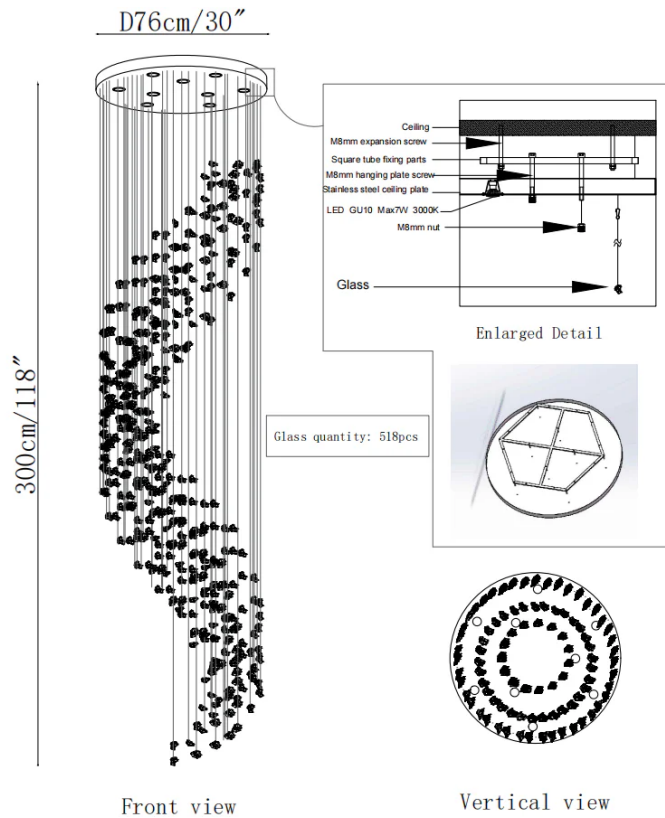 D76cm/30"
300cm/118"
Ceiling
M8mm expansion screw
Square tube fixing parts
M8mm hanging plate screw
Stainless steel ceiling plate
LED GU10 Max7W 3000K
M8mm nut
Glass
Enlarged Detail
Glass quantity: 518pcs
Front view
Vertical view